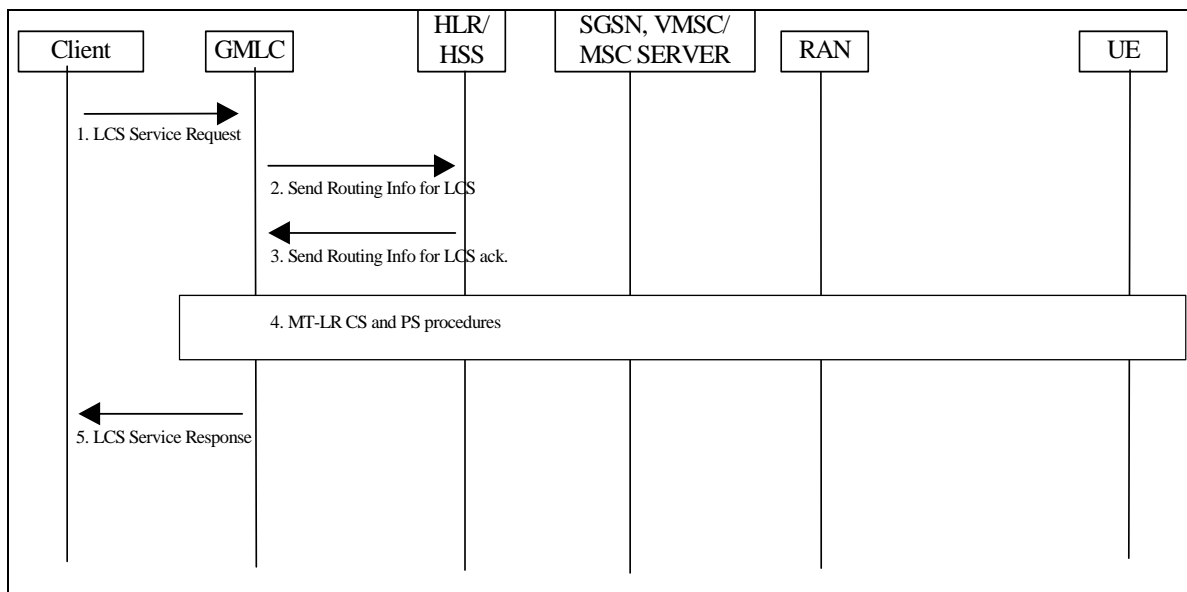 Client
GMLC
HLR/
HSS
SGSN, VMSC/
MSC SERVER
RAN
UE
1. LCS Service Request
2. Send Routing Info for LCS
3. Send Routing Info for LCS ack.
4. MT-LR CS and PS procedures
5. LCS Service Response